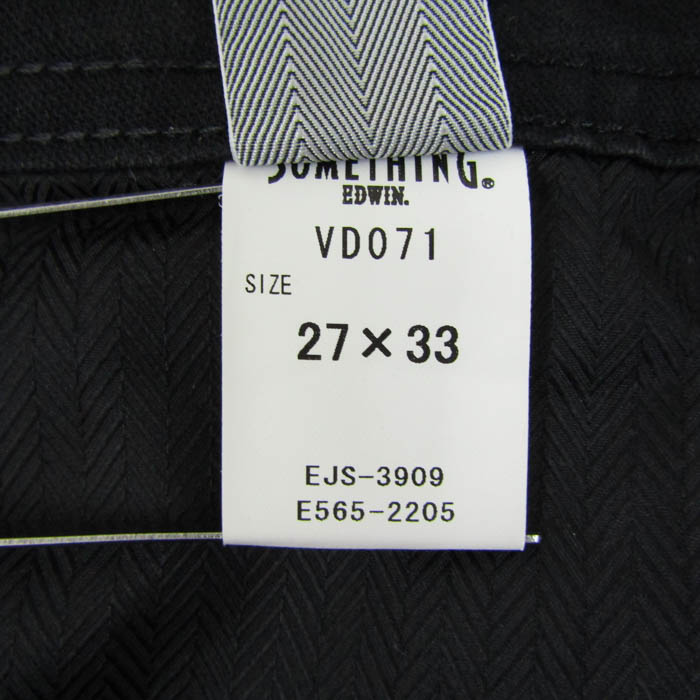 SOMETHING®
EDWIN.
VD071
SIZE
27×33
EJS-3909
E565-2205